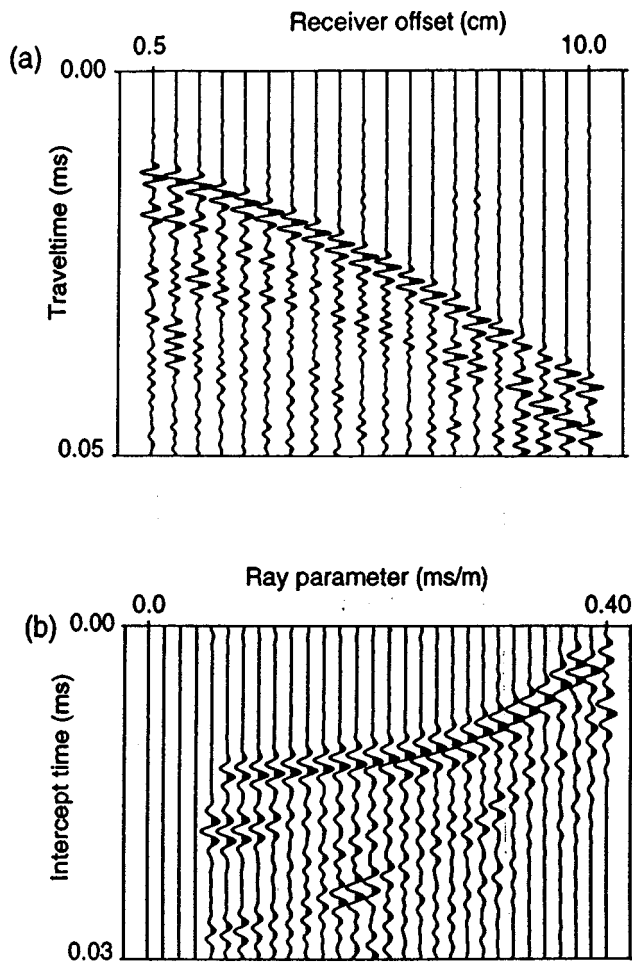 Receiver offset (cm)
0.5 10.0
(a)
0.00
Traveltime (ms)
0.05
Ray parameter (ms/m)
0.0 0.40
0.00
(b)
Intercept time (ms)
0.03